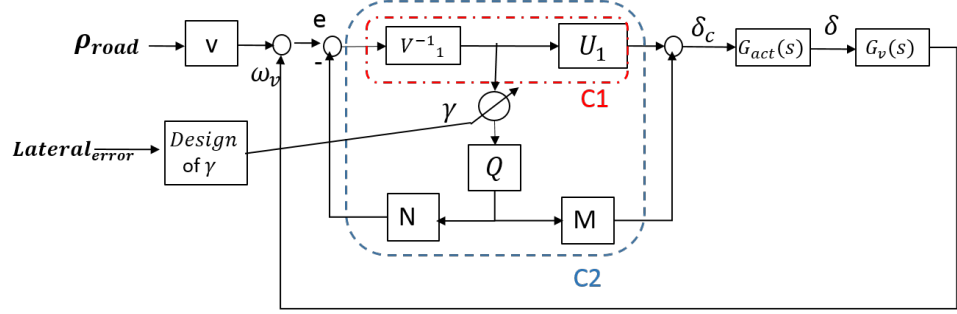 ρroad
v
e
-
ωv
V⁻¹₁
U₁
C1
δc
Gact(s)
δ
Gv(s)
γ
Lateralerror
Design
of γ
Q
N
M
C2